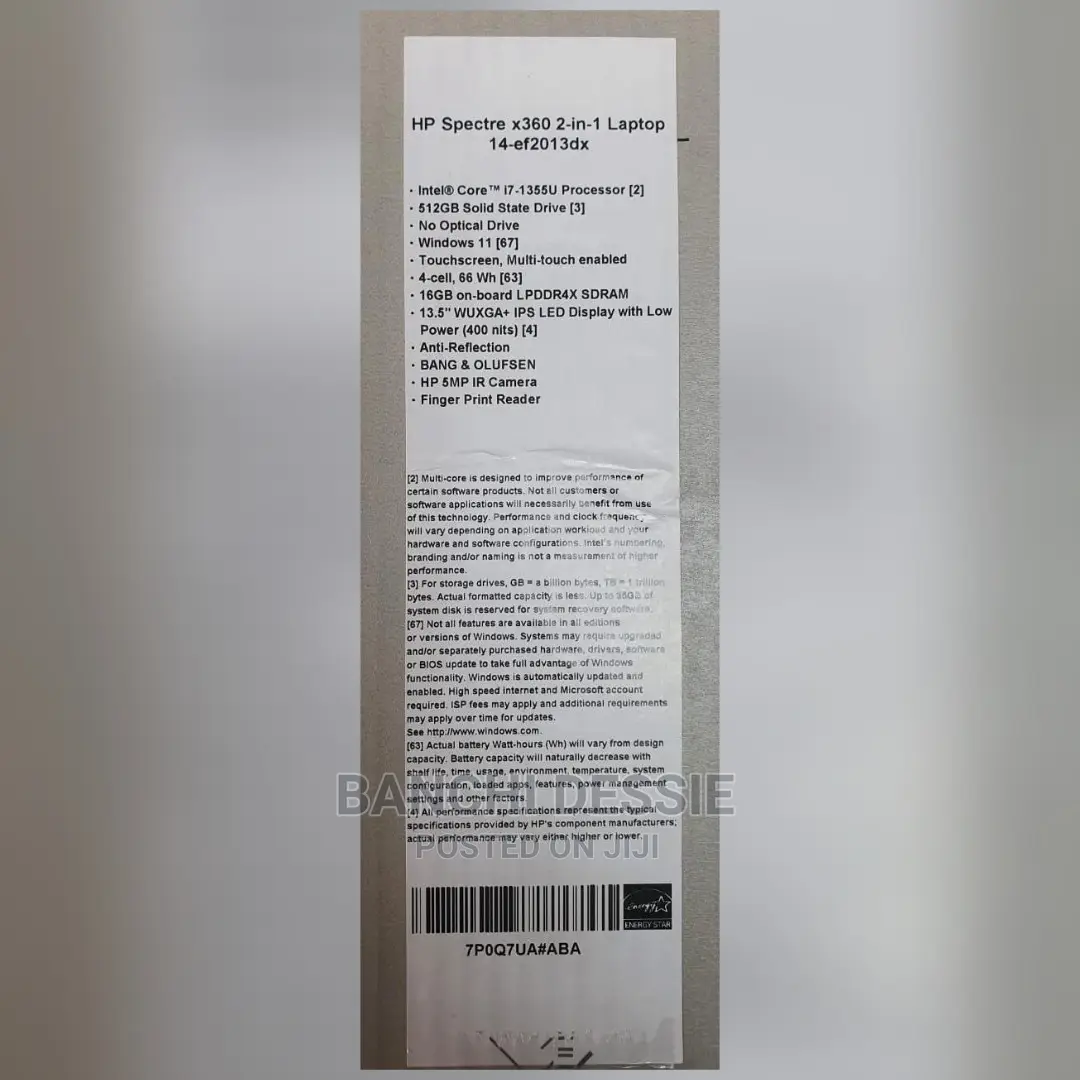 HP Spectre x360 2-in-1 Laptop
14-ef2013dx
· Intel® Core™ i7-1355U Processor [2]
· 512GB Solid State Drive [3]
· No Optical Drive
· Windows 11 [67]
· Touchscreen, Multi-touch enabled
· 4-cell, 66 Wh [63]
· 16GB on-board LPDDR4X SDRAM
· 13.5" WUXGA+ IPS LED Display with Low
Power (400 nits) [4]
· Anti-Reflection
· BANG & OLUFSEN
· HP 5MP IR Camera
· Finger Print Reader
[2] Multi-core is designed to improve performance of
certain software products. Not all customers or
software applications will necessarily benefit from use
of this technology. Performance and clock frequency
will vary depending on application workload and your
hardware and software configurations. Intel's numbering,
branding and/or naming is not a measurement of higher
performance.
[3] For storage drives, GB = a billion bytes, TB = 1 trillion
bytes. Actual formatted capacity is less. Up to 35GB of
system disk is reserved for system recovery software.
[67] Not all features are available in all editions
or versions of Windows. Systems may require upgraded
and/or separately purchased hardware, drivers, software
or BIOS update to take full advantage of Windows
functionality. Windows is automatically updated and
enabled. High speed internet and Microsoft account
required. ISP fees may apply and additional requirements
may apply over time for updates.
See http://www.windows.com.
[63] Actual battery Watt-hours (Wh) will vary from design
capacity. Battery capacity will naturally decrease with
shelf life, time, usage, environment, temperature, system
configuration, loaded apps, features, power management
settings and other factors.
[4] All performance specifications represent the typical
specifications provided by HP's component manufacturers;
actual performance may vary either higher or lower.
BANCHI DESSIE
POSTED ON JIJI
energy
ENERGY STAR
7P0Q7UA#ABA